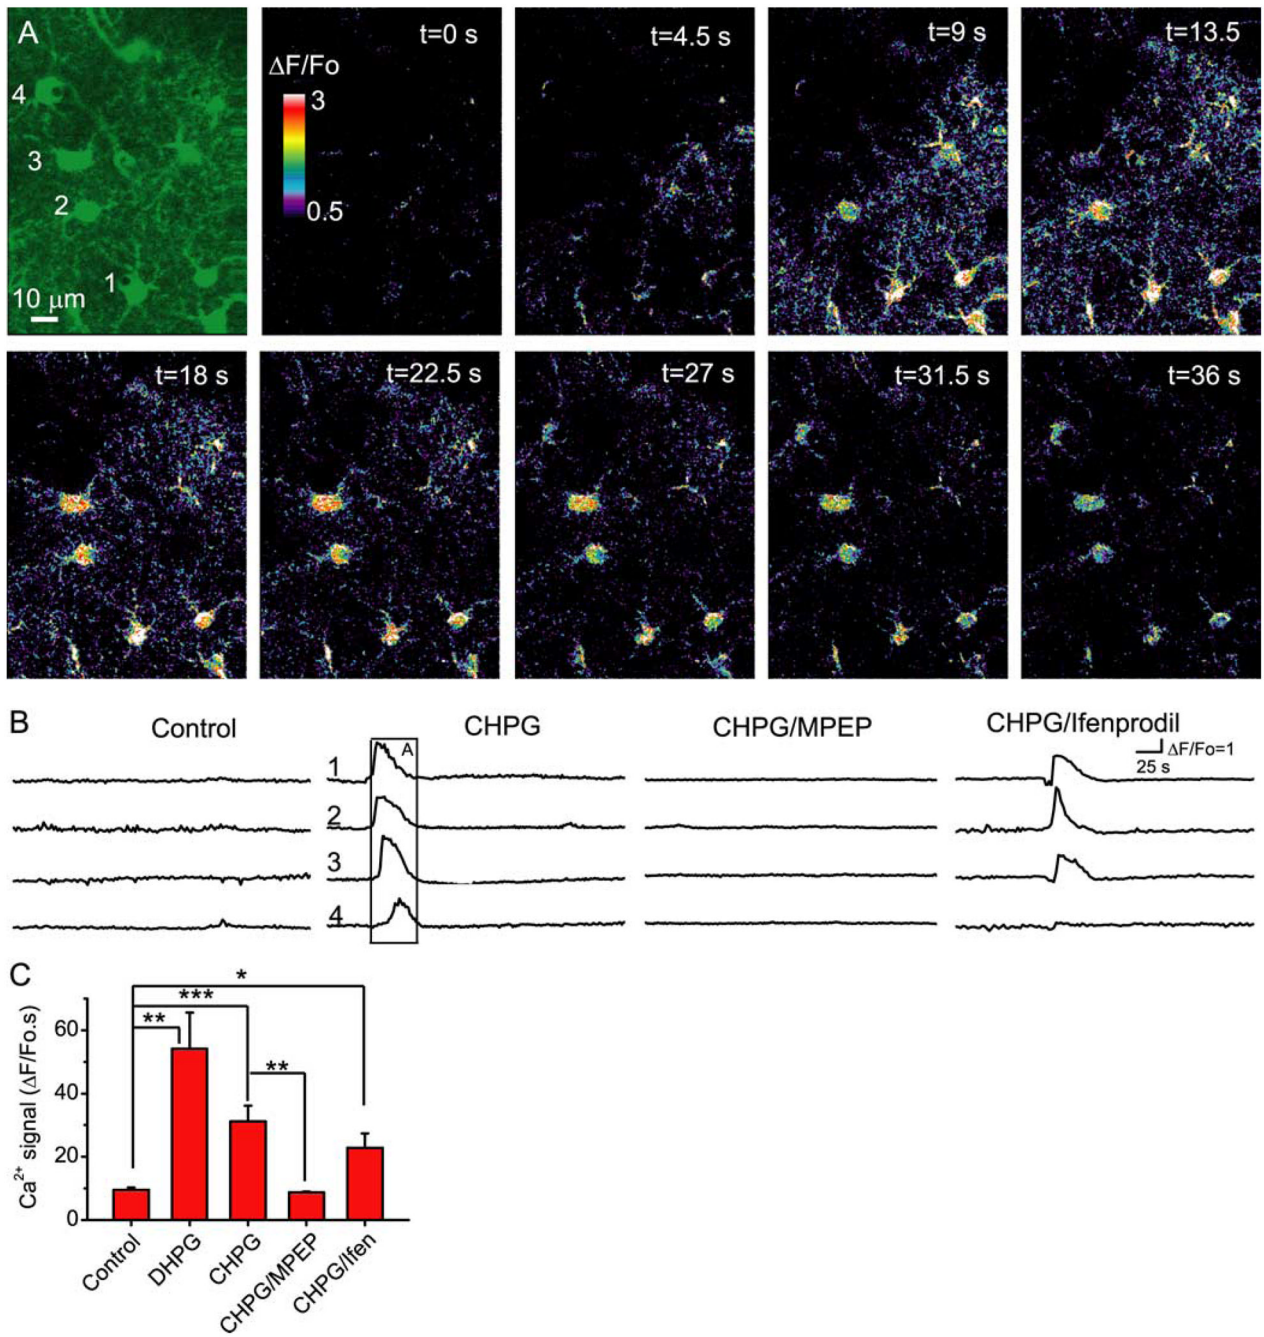 A
4
3
2
1
10 μm
t=0 s
ΔF/Fo
3
0.5
t=4.5 s
t=9 s
t=13.5
t=18 s
t=22.5 s
t=27 s
t=31.5 s
t=36 s
B
Control
CHPG
CHPG/MPEP
CHPG/Ifenprodil
ΔF/Fo=1
25 s
1
A
2
3
4
C
Ca²⁺ signal (ΔF/Fo.s)
60
40
20
0
*
***
**
**
Control
DHPG
CHPG
CHPG/MPEP
CHPG/Ifen